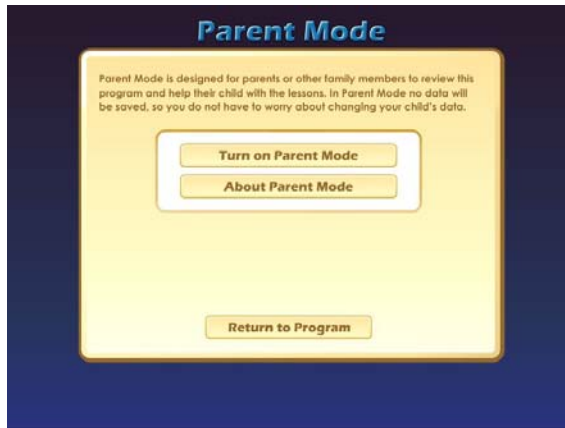 Parent Mode
Parent Mode is designed for parents or other family members to review this
program and help their child with the lessons. In Parent Mode no data will
be saved, so you do not have to worry about changing your child's data.
Turn on Parent Mode
About Parent Mode
Return to Program